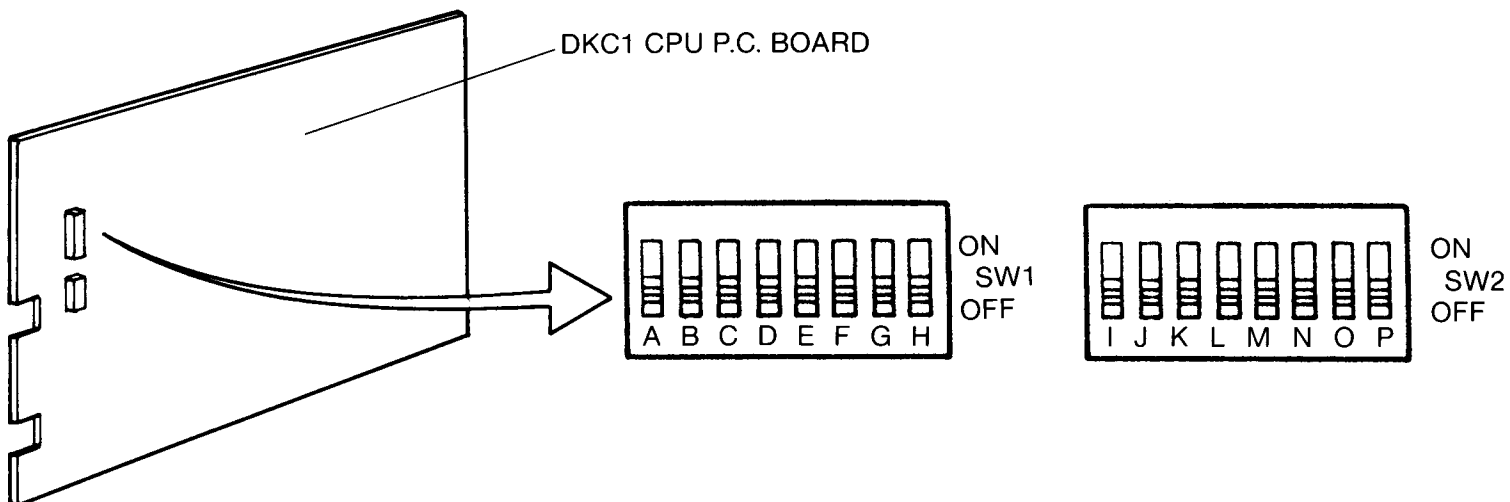 DKC1 CPU P.C. BOARD
ON
SW1
OFF
A B C D E F G H
ON
SW2
OFF
I J K L M N O P